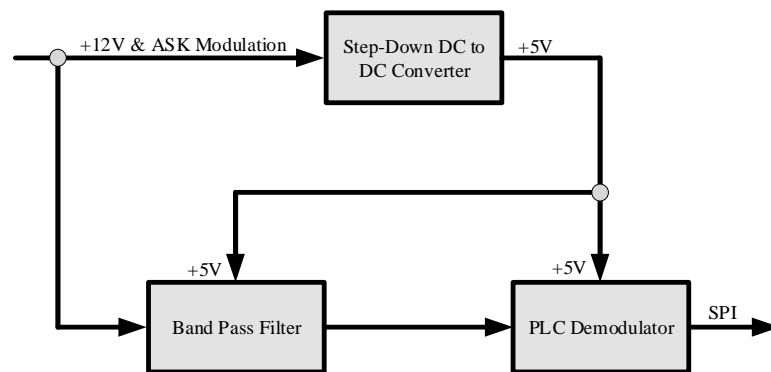 +12V & ASK Modulation
Step-Down DC to
DC Converter
+5V
+5V
+5V
Band Pass Filter
PLC Demodulator
SPI